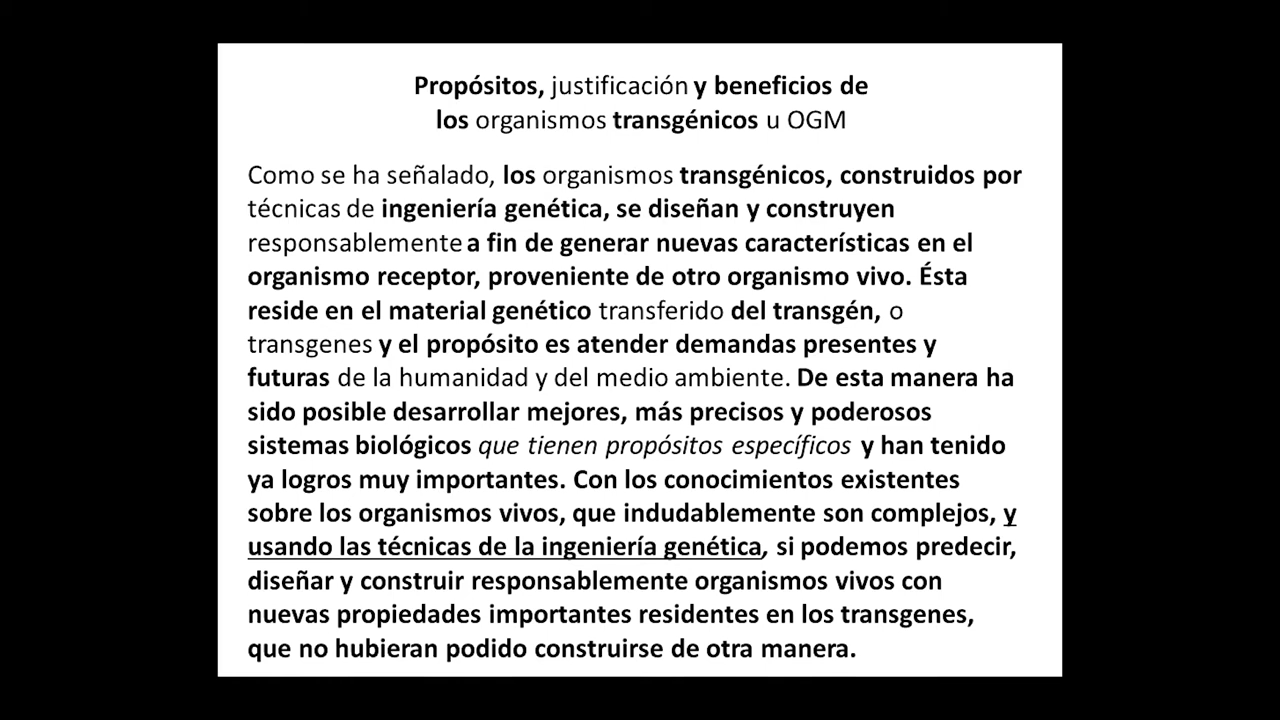 Propósitos, justificación y beneficios de
los organismos transgénicos u OGM
Como se ha señalado, los organismos transgénicos, construidos por
técnicas de ingeniería genética, se diseñan y construyen
responsablemente a fin de generar nuevas características en el
organismo receptor, proveniente de otro organismo vivo. Ésta
reside en el material genético transferido del transgén, o
transgenes y el propósito es atender demandas presentes y
futuras de la humanidad y del medio ambiente. De esta manera ha
sido posible desarrollar mejores, más precisos y poderosos
sistemas biológicos que tienen propósitos específicos y han tenido
ya logros muy importantes. Con los conocimientos existentes
sobre los organismos vivos, que indudablemente son complejos, y
usando las técnicas de la ingeniería genética, si podemos predecir,
diseñar y construir responsablemente organismos vivos con
nuevas propiedades importantes residentes en los transgenes,
que no hubieran podido construirse de otra manera.